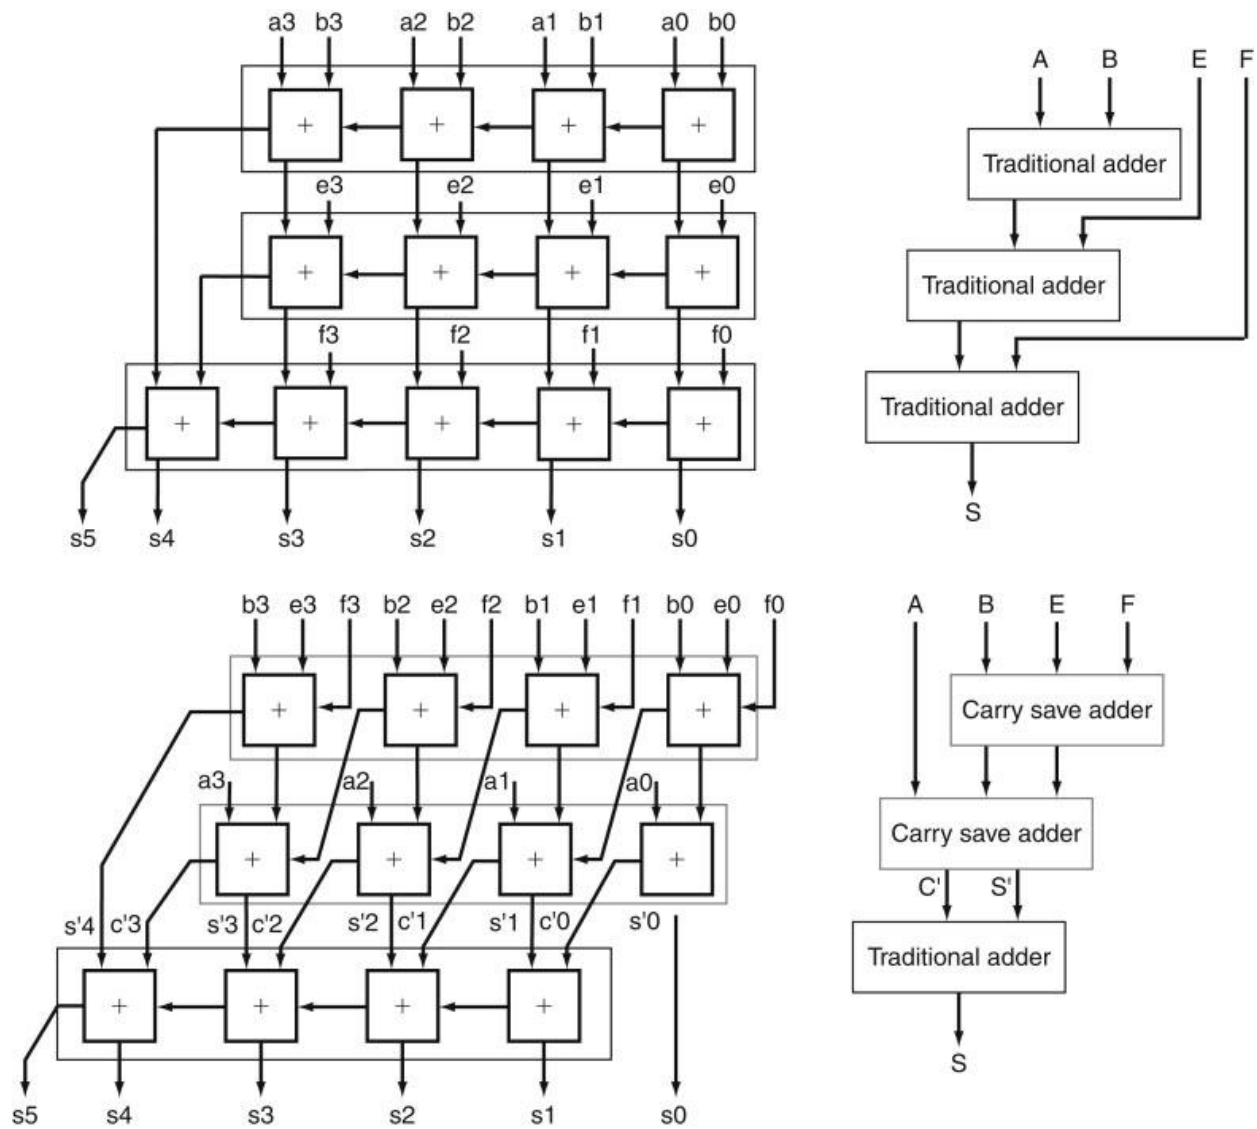 a3 b3 a2 b2 a1 b1 a0 b0
+ + + +
e3 e2 e1 e0
+ + + +
f3 f2 f1 f0
+ + + + +
s5 s4 s3 s2 s1 s0
A B E F
Traditional adder
Traditional adder
Traditional adder
S
b3 e3 f3 b2 e2 f2 b1 e1 f1 b0 e0 f0
+ + + +
a3 a2 a1 a0
+ + + +
s'4 c'3 s'3 c'2 s'2 c'1 s'1 c'0 s'0
+ + + +
s5 s4 s3 s2 s1 s0
A B E F
Carry save adder
Carry save adder
C' S'
Traditional adder
S